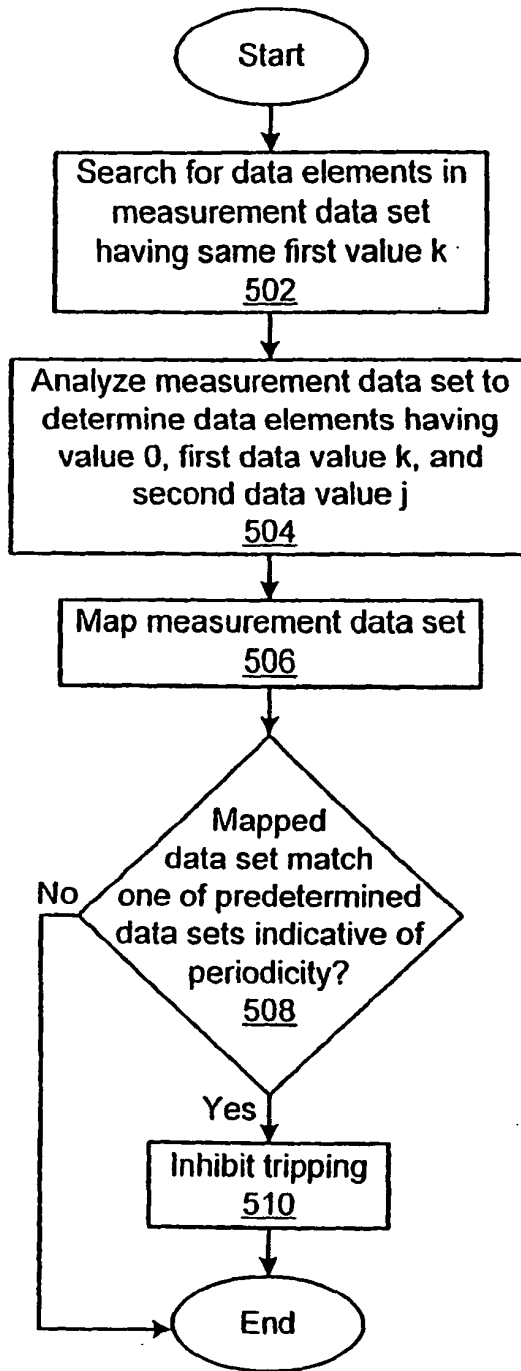 Start
Search for data elements in
measurement data set
having same first value k
502
Analyze measurement data set to
determine data elements having
value 0, first data value k, and
second data value j
504
Map measurement data set
506
Mapped
data set match
No
one of predetermined
data sets indicative of
periodicity?
508
Yes
Inhibit tripping
510
End